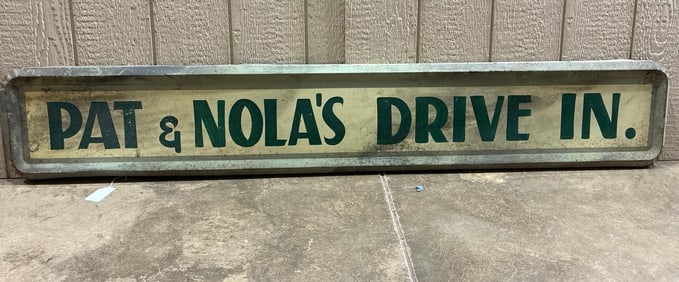 PAT & NOLA'S DRIVE IN.